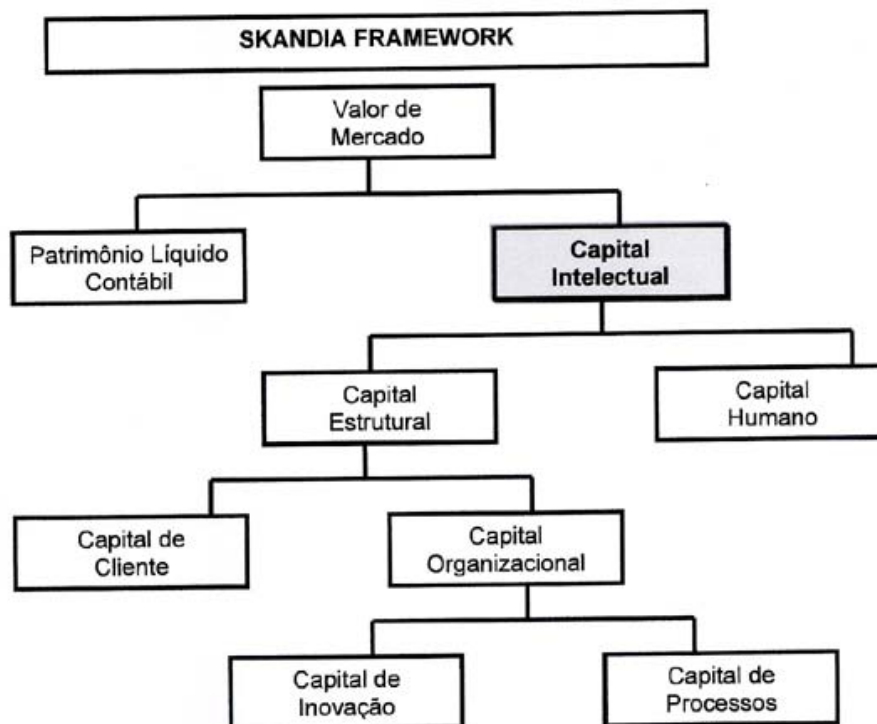 SKANDIA FRAMEWORK
Valor de
Mercado
Patrimônio Líquido
Contábil
Capital
Intelectual
Capital
Estrutural
Capital
Humano
Capital de
Cliente
Capital
Organizacional
Capital de
Inovação
Capital de
Processos